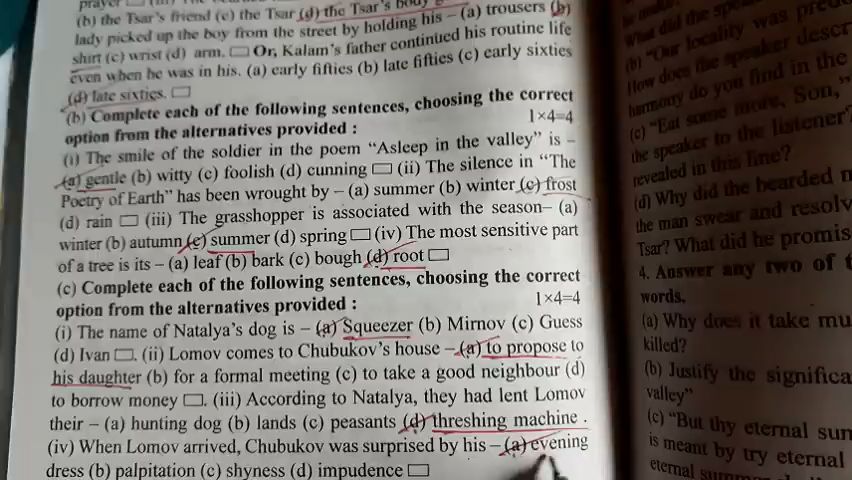 (b) the Tsar's friend (c) the Tsar (d) the Tsar's body
lady picked up the boy from the street by holding his – (a) trousers (b)
shirt (c) wrist (d) arm. Or, Kalam's father continued his routine life
even when he was in his. (a) early fifties (b) late fifties (c) early sixties
(d) late sixties.
(b) Complete each of the following sentences, choosing the correct
option from the alternatives provided : 1×4=4
(i) The smile of the soldier in the poem “Asleep in the valley” is –
(a) gentle (b) witty (c) foolish (d) cunning (ii) The silence in “The
Poetry of Earth” has been wrought by – (a) summer (b) winter (c) frost
(d) rain (iii) The grasshopper is associated with the season– (a)
winter (b) autumn (c) summer (d) spring (iv) The most sensitive part
of a tree is its – (a) leaf (b) bark (c) bough (d) root
(c) Complete each of the following sentences, choosing the correct
option from the alternatives provided : 1×4=4
(i) The name of Natalya's dog is – (a) Squeezer (b) Mirnov (c) Guess
(d) Ivan . (ii) Lomov comes to Chubukov's house – (a) to propose to
his daughter (b) for a formal meeting (c) to take a good neighbour (d)
to borrow money . (iii) According to Natalya, they had lent Lomov
their – (a) hunting dog (b) lands (c) peasants (d) threshing machine .
(iv) When Lomov arrived, Chubukov was surprised by his – (a) evening
dress (b) palpitation (c) shyness (d) impudence
What did the
(b) “Our locality was
How does the speaker
harmony do you find in the
(c) “Eat some more, Son,”
the speaker to the listener
revealed in this line?
(d) Why did the bearded
the man swear and
Tsar? What did he
4. Answer any two of
words.
(a) Why does it take
killed?
(b) Justify the
valley”
(c) “But thy eternal
is meant by try eternal
eternal